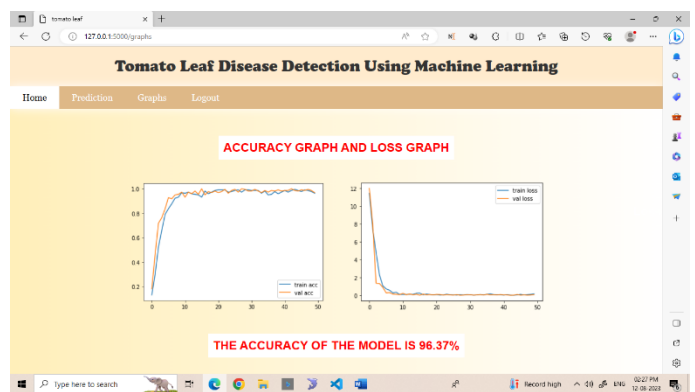 tomato leaf
127.0.0.1:5000/graphs
Tomato Leaf Disease Detection Using Machine Learning
Home Prediction Graphs Logout
ACCURACY GRAPH AND LOSS GRAPH
1.0
0.8
0.6
0.4
0.2
0 10 20 30 40 50
train acc
val acc
12
10
8
6
4
2
0
0 10 20 30 40 50
train loss
val loss
THE ACCURACY OF THE MODEL IS 96.37%
Type here to search
Record high
ENG
02:27 PM
12-06-2023